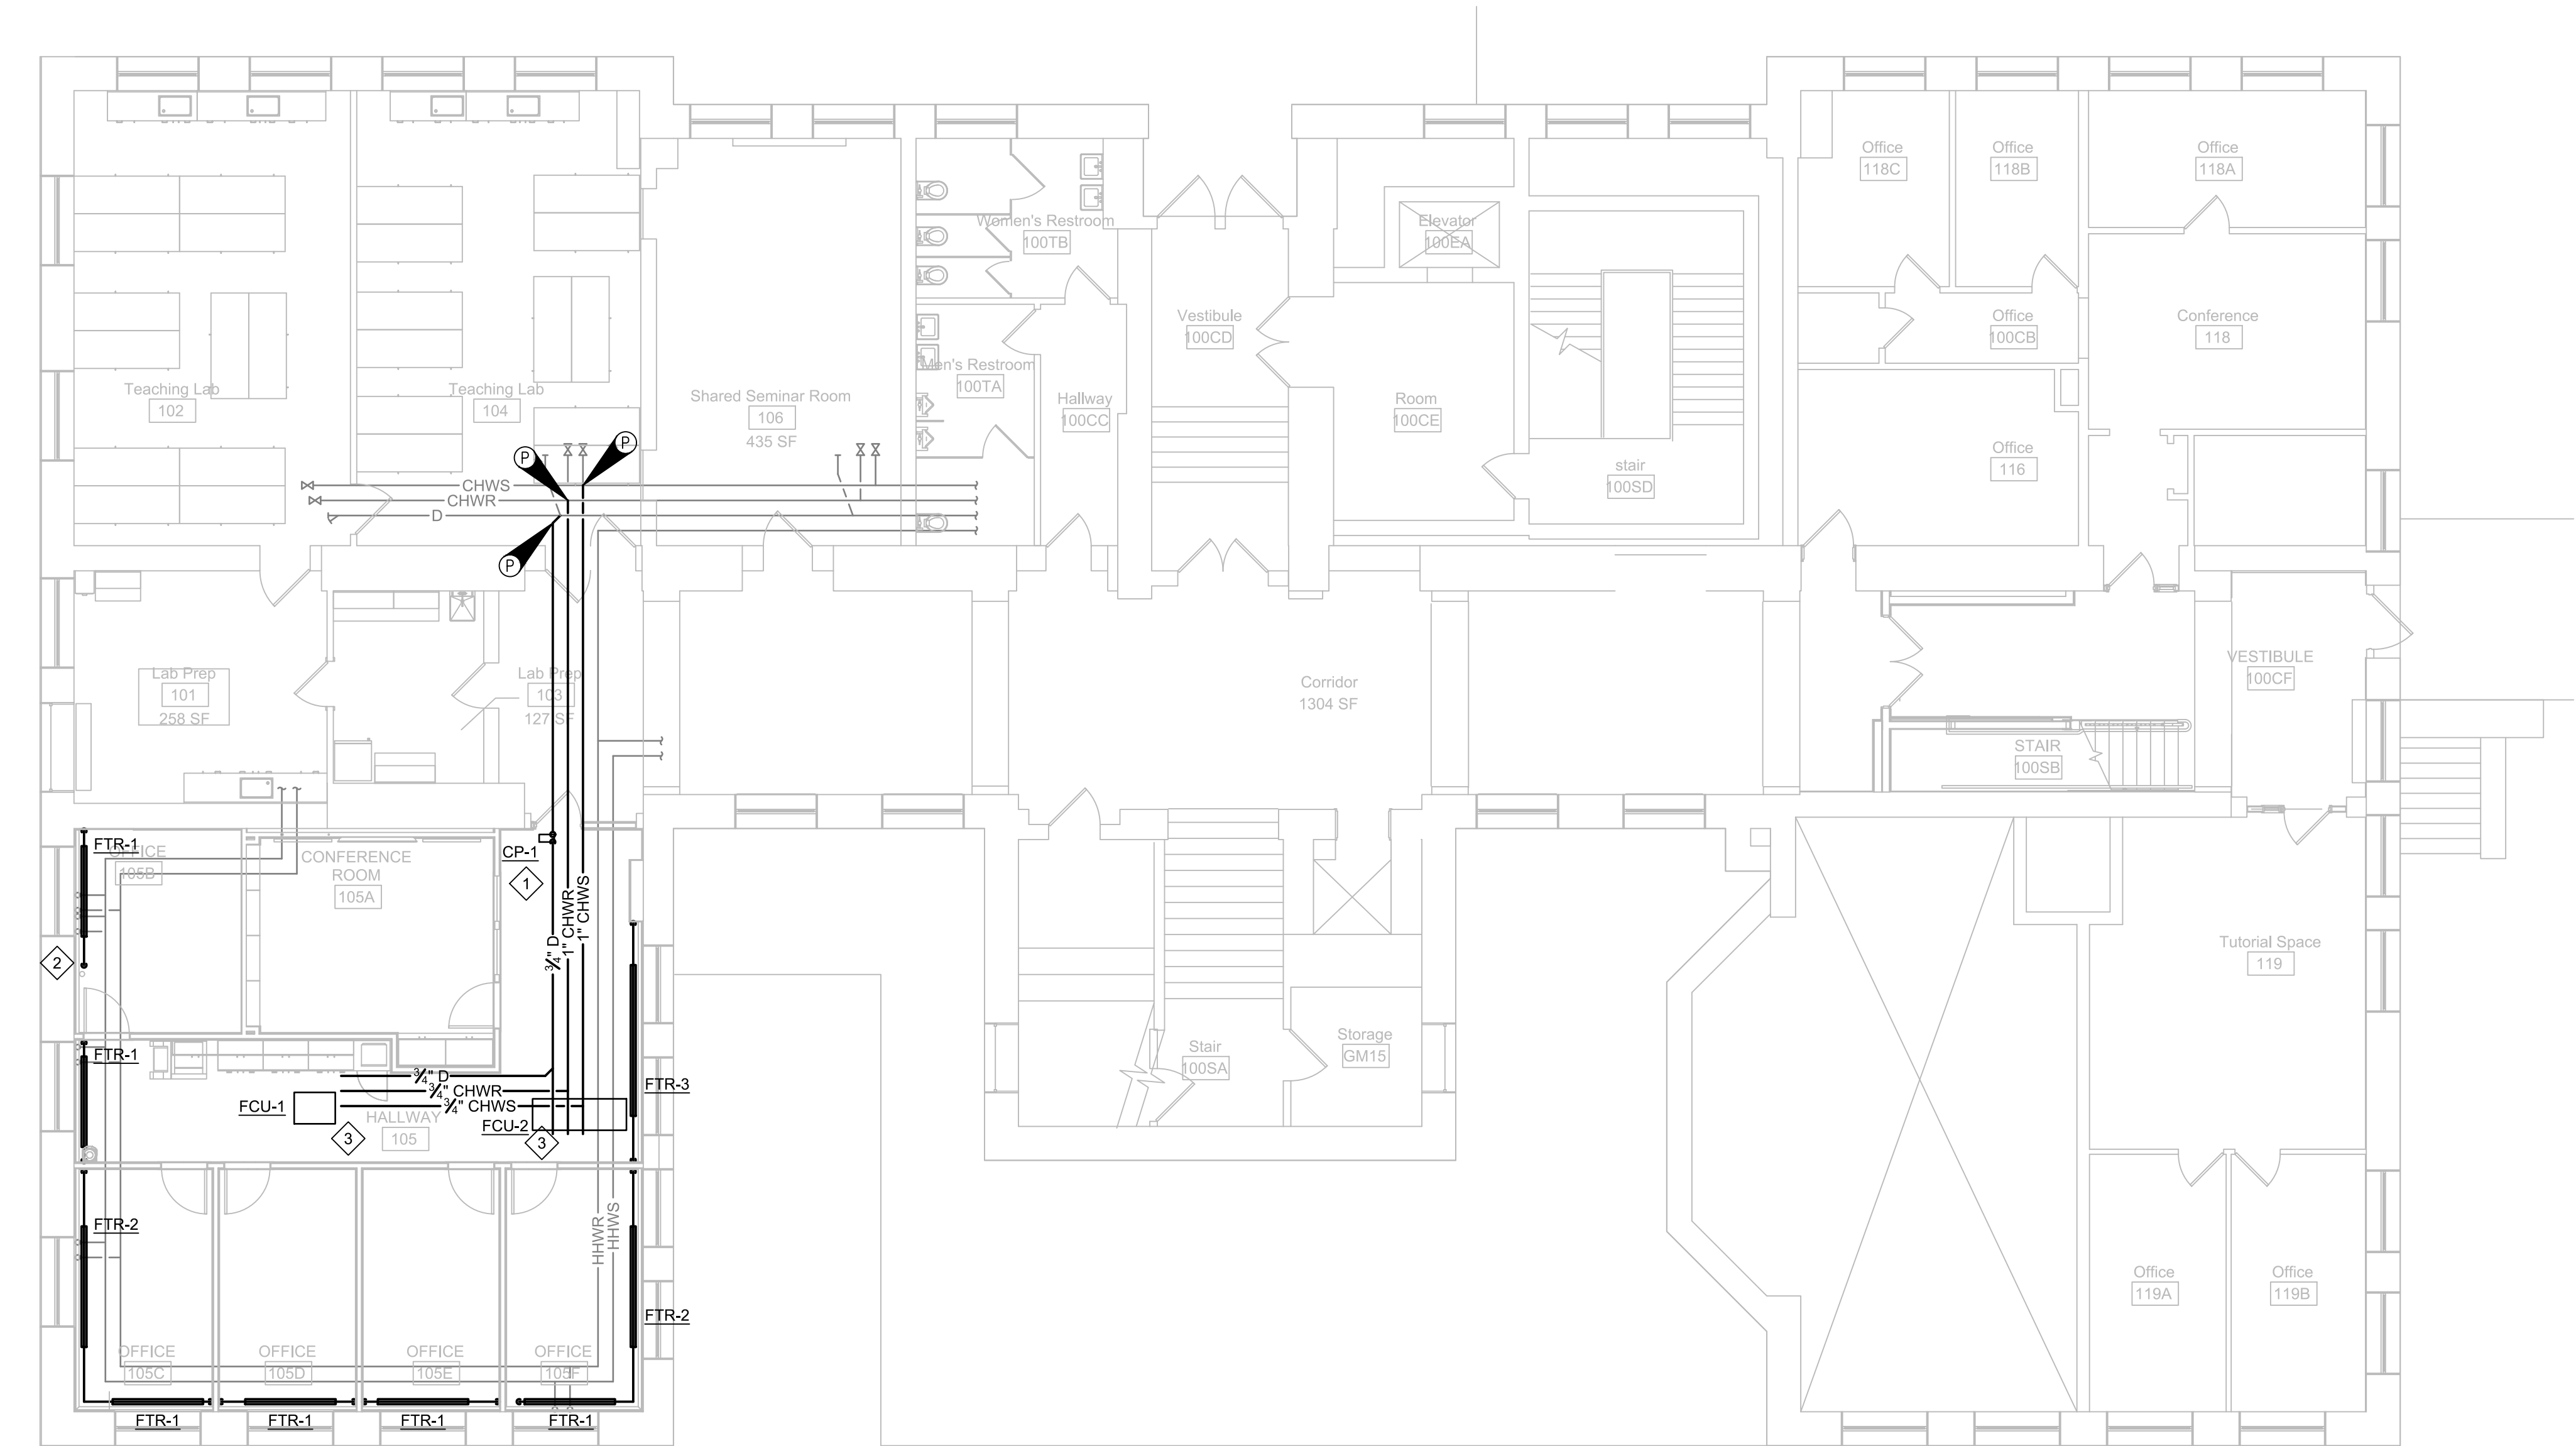 Office
118C
Office
118B
Office
118A
Women's Restroom
100TB
Elevator
100EA
Vestibule
100CD
Office
100CB
Conference
118
Men's Restroom
100TA
Teaching Lab
102
Teaching Lab
104
Shared Seminar Room
106
435 SF
Hallway
100CC
Room
100CE
Office
116
stair
100SD
P
P
CHWS
CHWR
D
P
Lab Prep
101
258 SF
Lab Prep
103
127 SF
Corridor
1304 SF
VESTIBULE
100CF
STAIR
100SB
FTR-1
OFFICE
105B
CONFERENCE
ROOM
105A
CP-1
1
3/4" D
1" CHWR
1" CHWS
2
Tutorial Space
119
FTR-1
3/4" D
3/4" CHWR
3/4" CHWS
FCU-1
HALLWAY
105
3
FCU-2
3
FTR-3
Stair
100SA
Storage
GM15
FTR-2
HHWR
HHWS
FTR-2
Office
119A
Office
119B
OFFICE
105C
OFFICE
105D
OFFICE
105E
OFFICE
105F
FTR-1
FTR-1
FTR-1
FTR-1